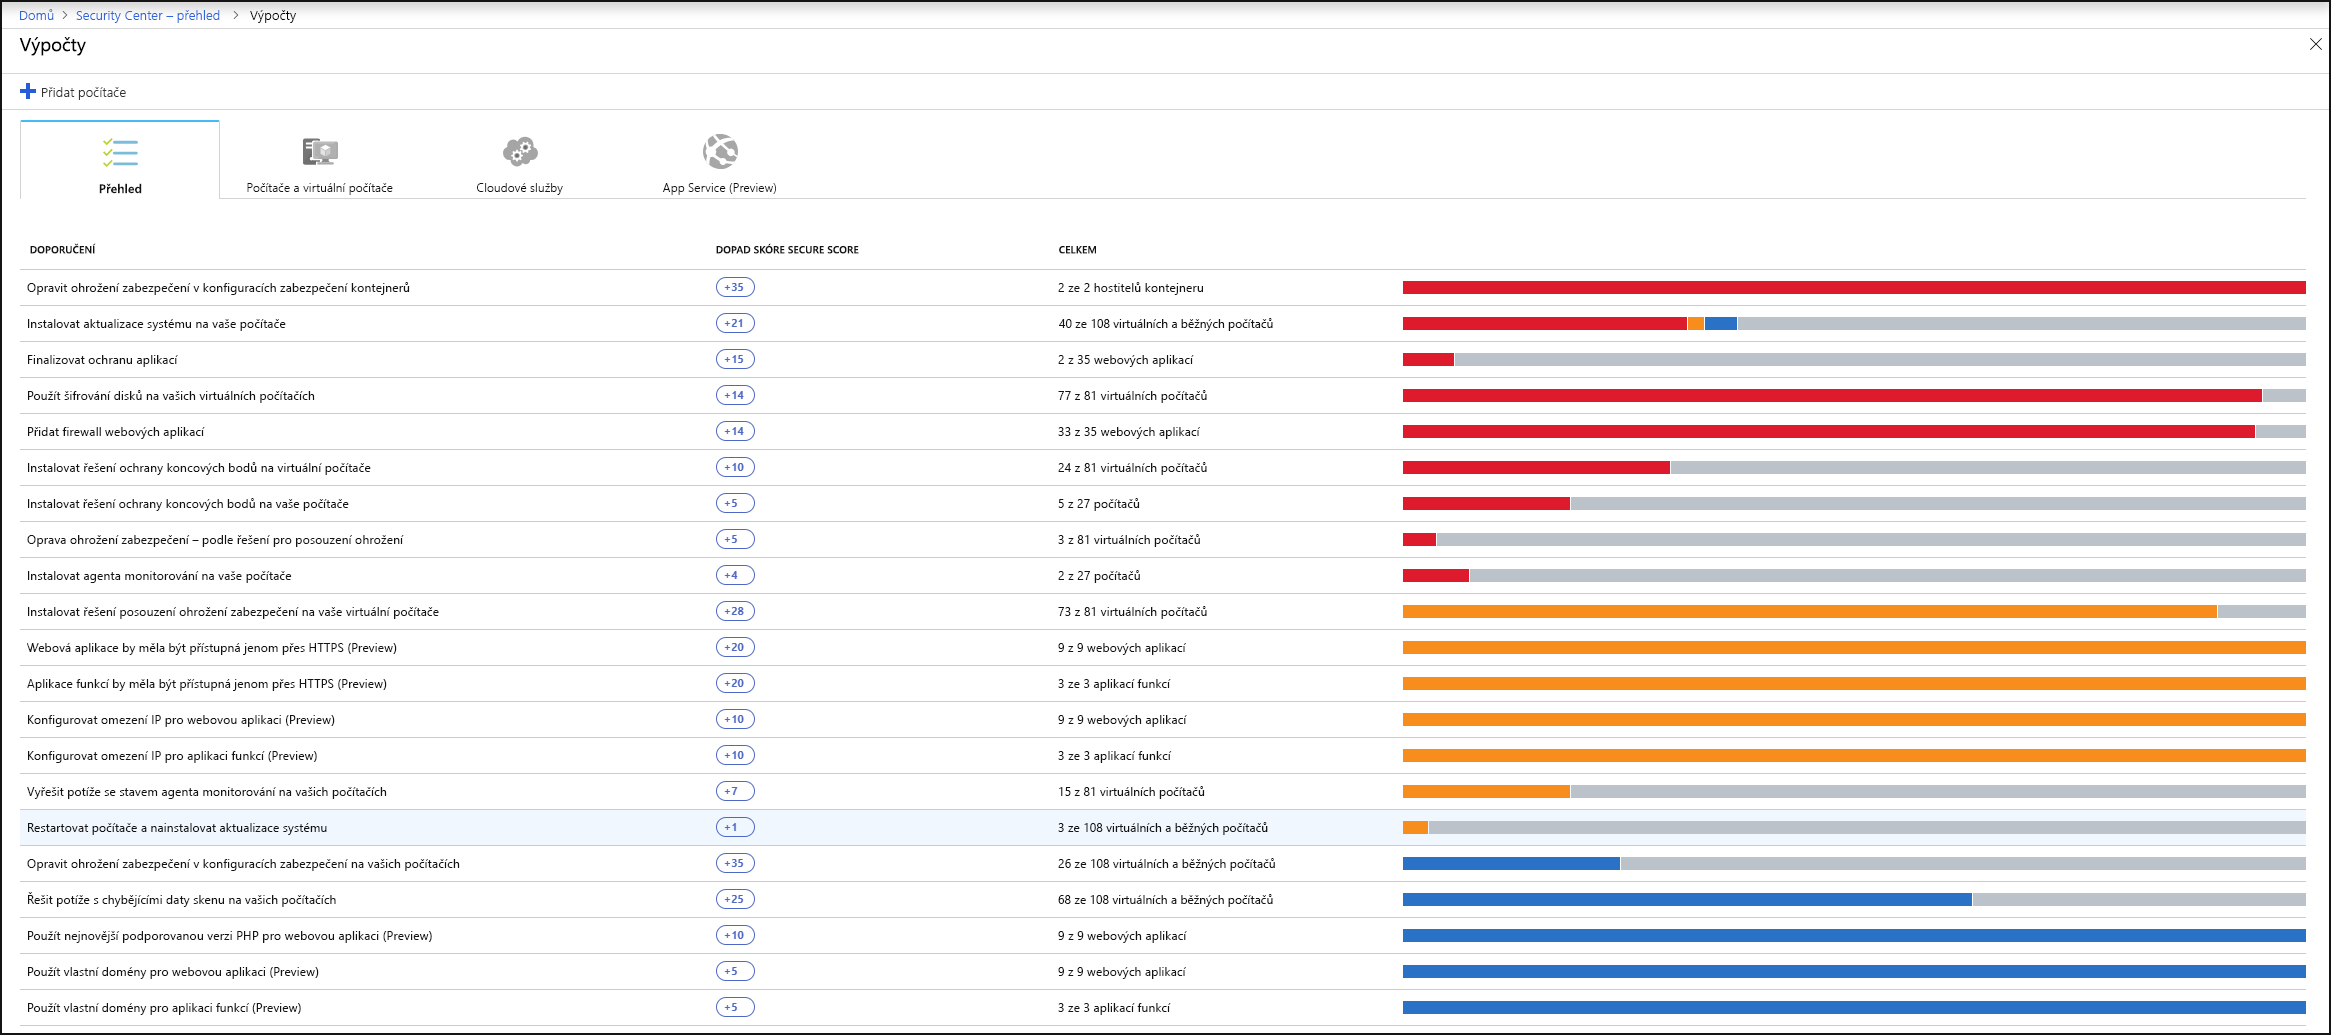 Domů > Security Center – přehled > Výpočty
Výpočty
Přidat počítače
Přehled
Počítače a virtuální počítače
Cloudové služby
App Service (Preview)
DOPORUČENÍ DOPAD SKÓRE SECURE SCORE CELKEM
Opravit ohrožení zabezpečení v konfiguracích zabezpečení kontejnerů +35 2 ze 2 hostitelů kontejneru
Instalovat aktualizace systému na vaše počítače +21 40 ze 108 virtuálních a běžných počítačů
Finalizovat ochranu aplikací +15 2 z 35 webových aplikací
Použít šifrování disků na vašich virtuálních počítačích +14 77 z 81 virtuálních počítačů
Přidat firewall webových aplikací +14 33 z 35 webových aplikací
Instalovat řešení ochrany koncových bodů na virtuální počítače +10 24 z 81 virtuálních počítačů
Instalovat řešení ochrany koncových bodů na vaše počítače +5 5 z 27 počítačů
Oprava ohrožení zabezpečení – podle řešení pro posouzení ohrožení +5 3 z 81 virtuálních počítačů
Instalovat agenta monitorování na vaše počítače +4 2 z 27 počítačů
Instalovat řešení posouzení ohrožení zabezpečení na vaše virtuální počítače +28 73 z 81 virtuálních počítačů
Webová aplikace by měla být přístupná jenom přes HTTPS (Preview) +20 9 z 9 webových aplikací
Aplikace funkcí by měla být přístupná jenom přes HTTPS (Preview) +20 3 ze 3 aplikací funkcí
Konfigurovat omezení IP pro webovou aplikaci (Preview) +10 9 z 9 webových aplikací
Konfigurovat omezení IP pro aplikaci funkcí (Preview) +10 3 ze 3 aplikací funkcí
Vyřešit potíže se stavem agenta monitorování na vašich počítačích +7 15 z 81 virtuálních počítačů
Restartovat počítače a nainstalovat aktualizace systému +1 3 ze 108 virtuálních a běžných počítačů
Opravit ohrožení zabezpečení v konfiguracích zabezpečení na vašich počítačích +35 26 ze 108 virtuálních a běžných počítačů
Řešit potíže s chybějícími daty skenu na vašich počítačích +25 68 ze 108 virtuálních a běžných počítačů
Použít nejnovější podporovanou verzi PHP pro webovou aplikaci (Preview) +10 9 z 9 webových aplikací
Použít vlastní domény pro webovou aplikaci (Preview) +5 9 z 9 webových aplikací
Použít vlastní domény pro aplikaci funkcí (Preview) +5 3 ze 3 aplikací funkcí